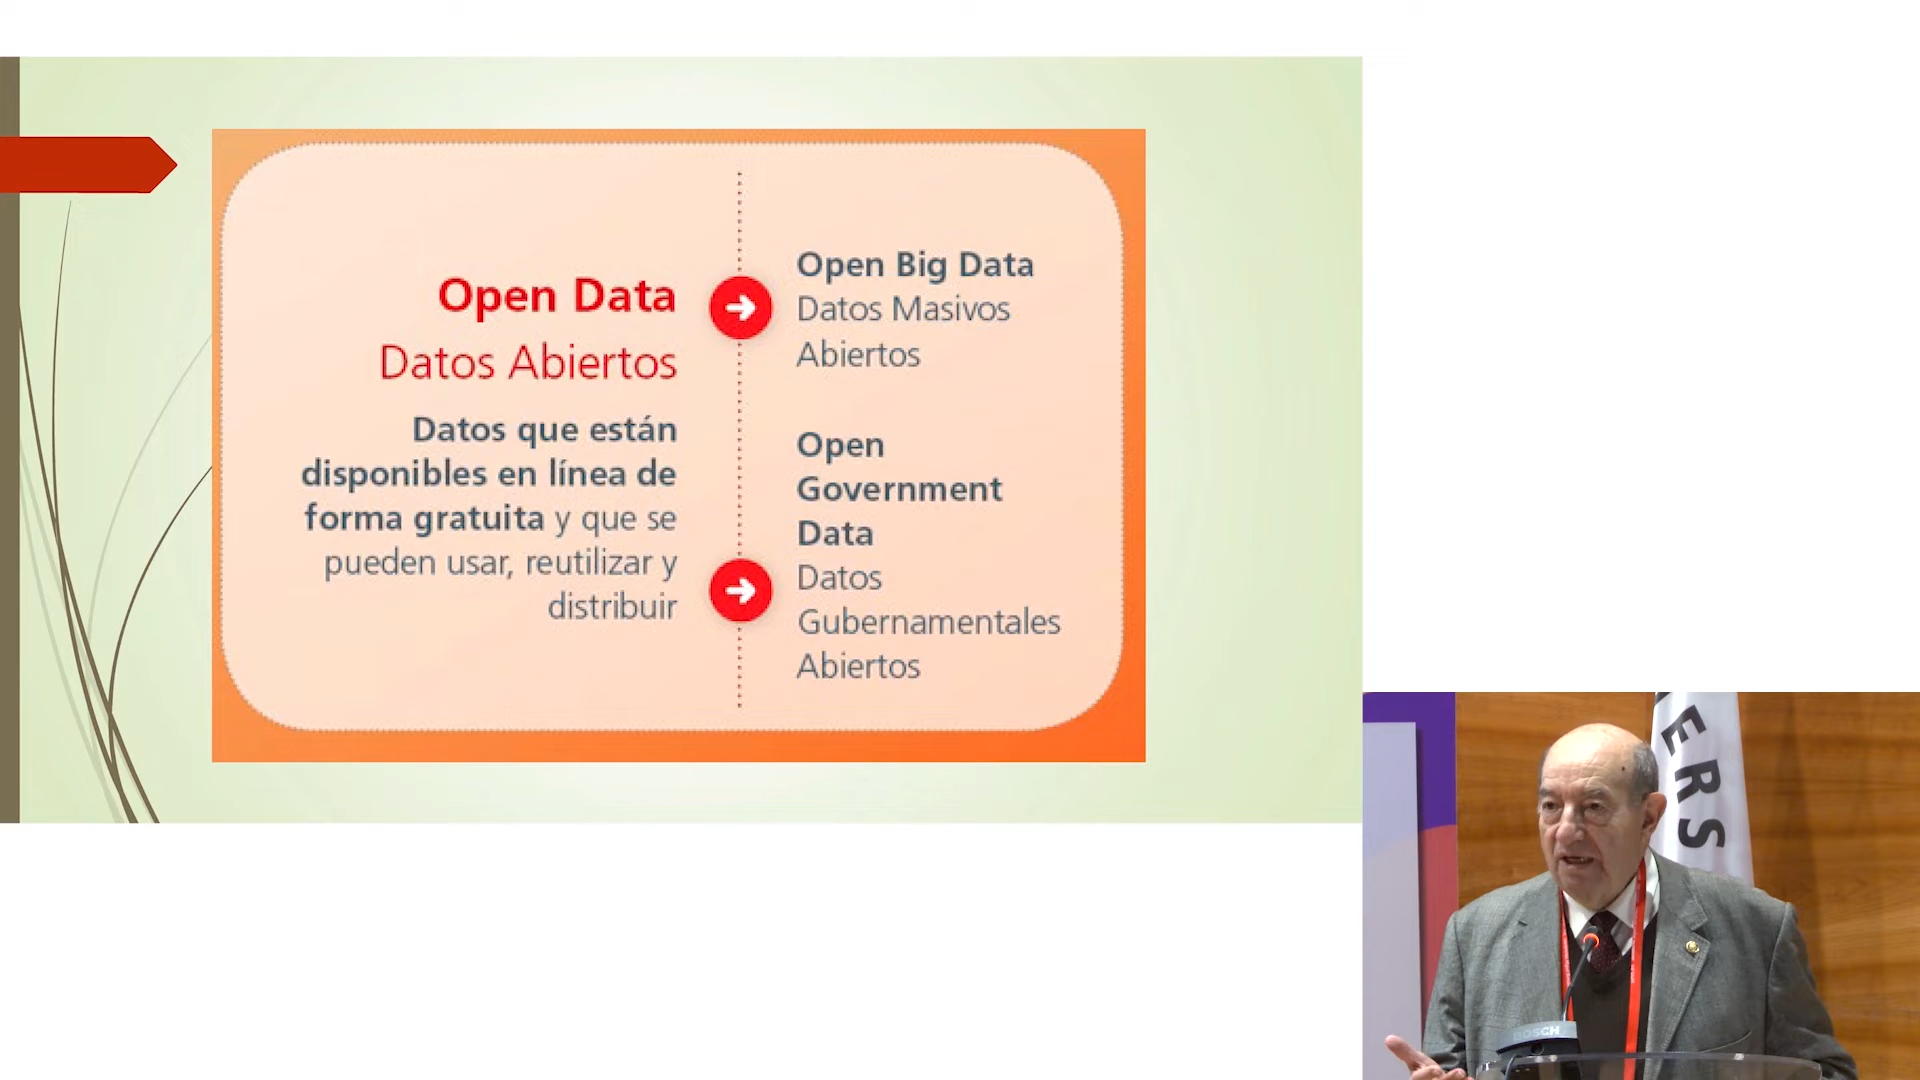 Open Data
Datos Abiertos
Datos que están
disponibles en línea de
forma gratuita y que se
pueden usar, reutilizar y
distribuir
Open Big Data
Datos Masivos
Abiertos
Open
Government
Data
Datos
Gubernamentales
Abiertos
ERS
BOSCH